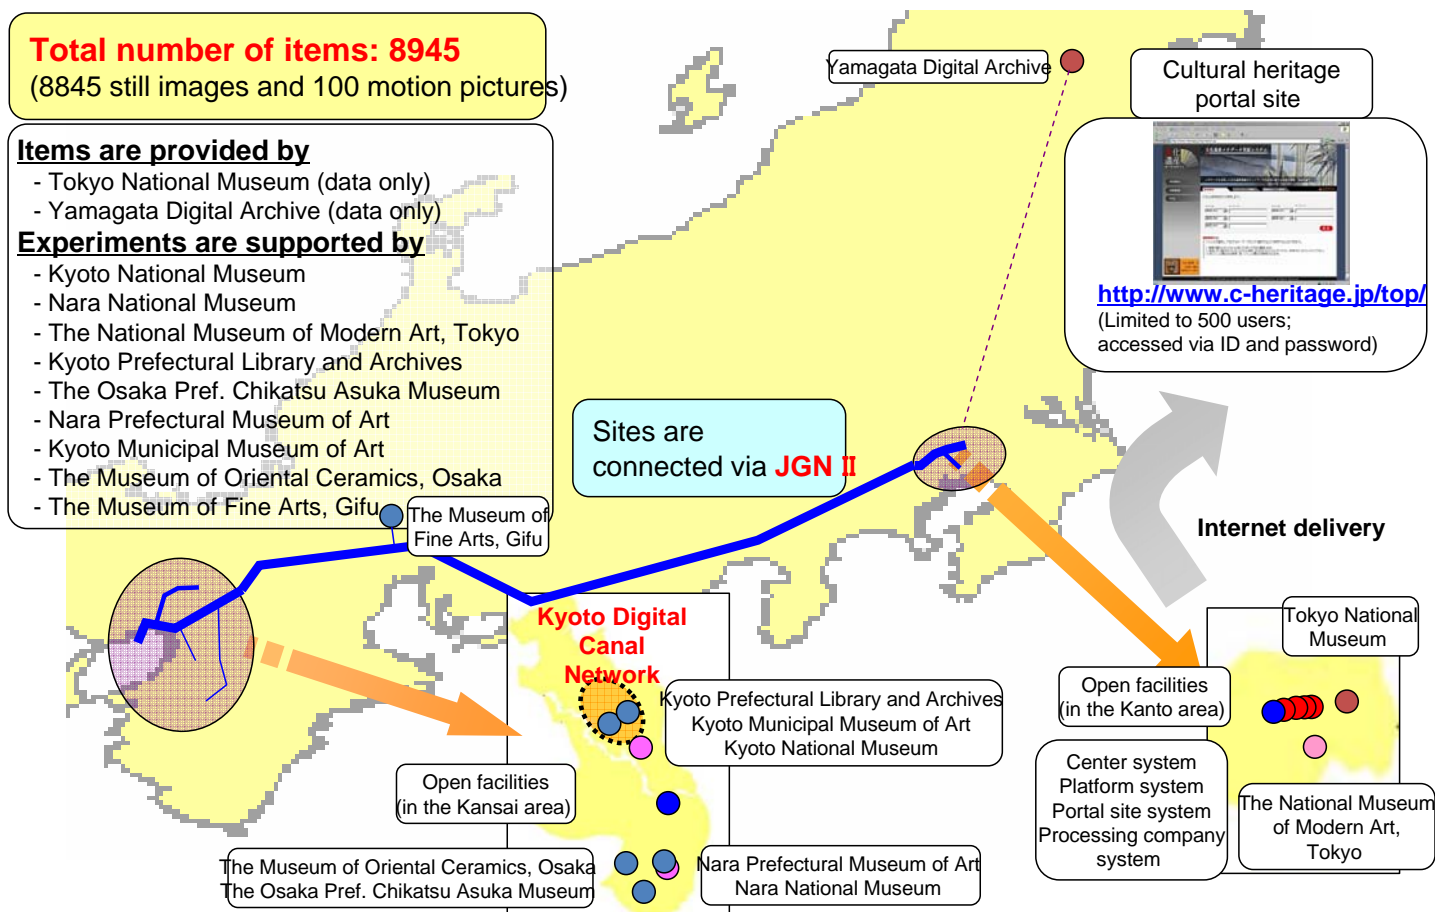 Total number of items: 8945
(8845 still images and 100 motion pictures)
Items are provided by
- Tokyo National Museum (data only)
- Yamagata Digital Archive (data only)
Experiments are supported by
- Kyoto National Museum
- Nara National Museum
- The National Museum of Modern Art, Tokyo
- Kyoto Prefectural Library and Archives
- The Osaka Pref. Chikatsu Asuka Museum
- Nara Prefectural Museum of Art
- Kyoto Municipal Museum of Art
- The Museum of Oriental Ceramics, Osaka
- The Museum of Fine Arts, Gifu
Yamagata Digital Archive
Cultural heritage
portal site
http://www.c-heritage.jp/top/
(Limited to 500 users;
accessed via ID and password)
Sites are
connected via JGN II
The Museum of
Fine Arts, Gifu
Internet delivery
Kyoto Digital
Canal
Network
Kyoto Prefectural Library and Archives
Kyoto Municipal Museum of Art
Kyoto National Museum
Open facilities
(in the Kansai area)
The Museum of Oriental Ceramics, Osaka
The Osaka Pref. Chikatsu Asuka Museum
Nara Prefectural Museum of Art
Nara National Museum
Tokyo National
Museum
Open facilities
(in the Kanto area)
Center system
Platform system
Portal site system
Processing company
system
The National Museum
of Modern Art,
Tokyo